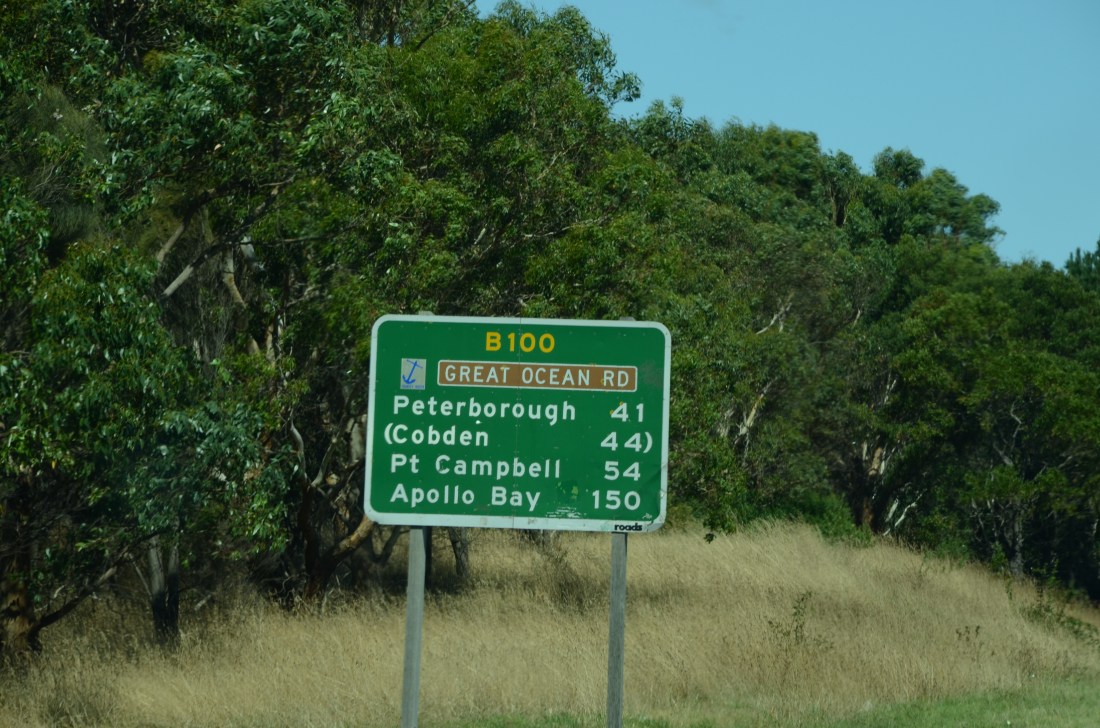 B100
GREAT OCEAN RD
Peterborough 41
(Cobden 44)
Pt Campbell 54
Apollo Bay 150
roads